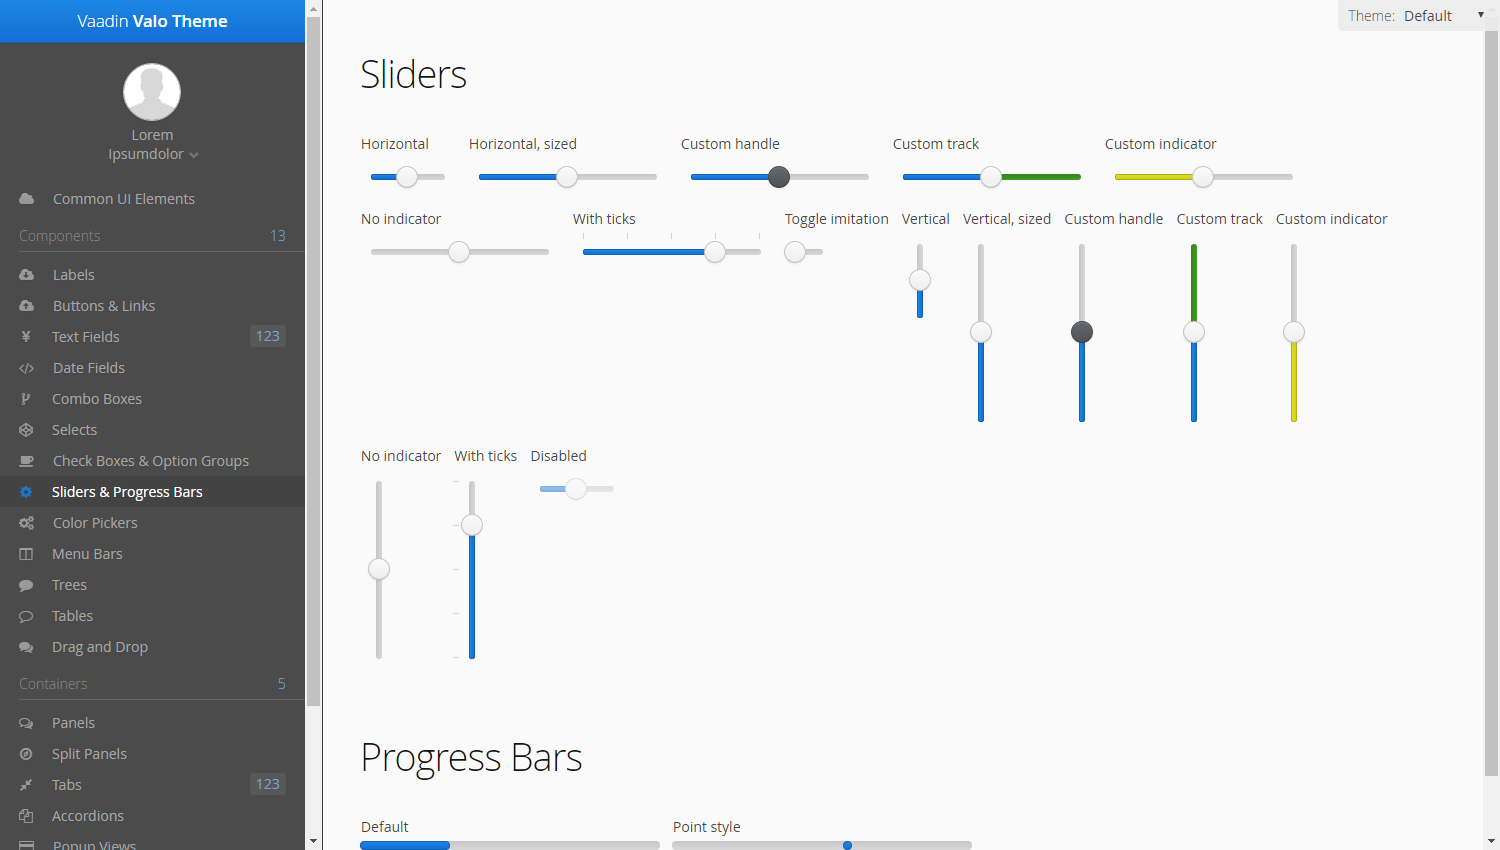 Vaadin Valo Theme
Lorem
Ipsumdolor
Common UI Elements
Components 13
Labels
Buttons & Links
Text Fields 123
Date Fields
Combo Boxes
Selects
Check Boxes & Option Groups
Sliders & Progress Bars
Color Pickers
Menu Bars
Trees
Tables
Drag and Drop
Containers 5
Panels
Split Panels
Tabs 123
Accordions
Popup Views
Theme: Default
Sliders
Horizontal Horizontal, sized Custom handle Custom track Custom indicator
No indicator With ticks Toggle imitation Vertical Vertical, sized Custom handle Custom track Custom indicator
No indicator With ticks Disabled
Progress Bars
Default Point style